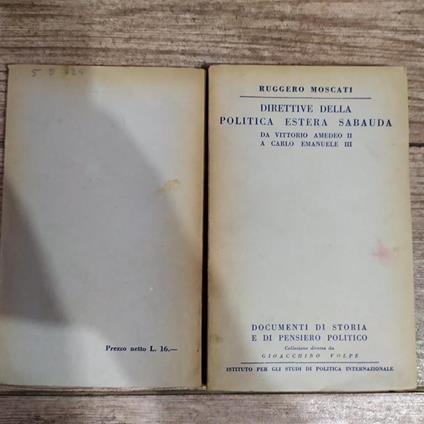 Prezzo netto L. 16.—
RUGGERO MOSCATI
DIRETTIVE DELLA
POLITICA ESTERA SABAUDA
DA VITTORIO AMEDEO II
A CARLO EMANUELE III
DOCUMENTI DI STORIA
E DI PENSIERO POLITICO
Collezione diretta da
GIOACCHINO VOLPE
ISTITUTO PER GLI STUDI DI POLITICA INTERNAZIONALE